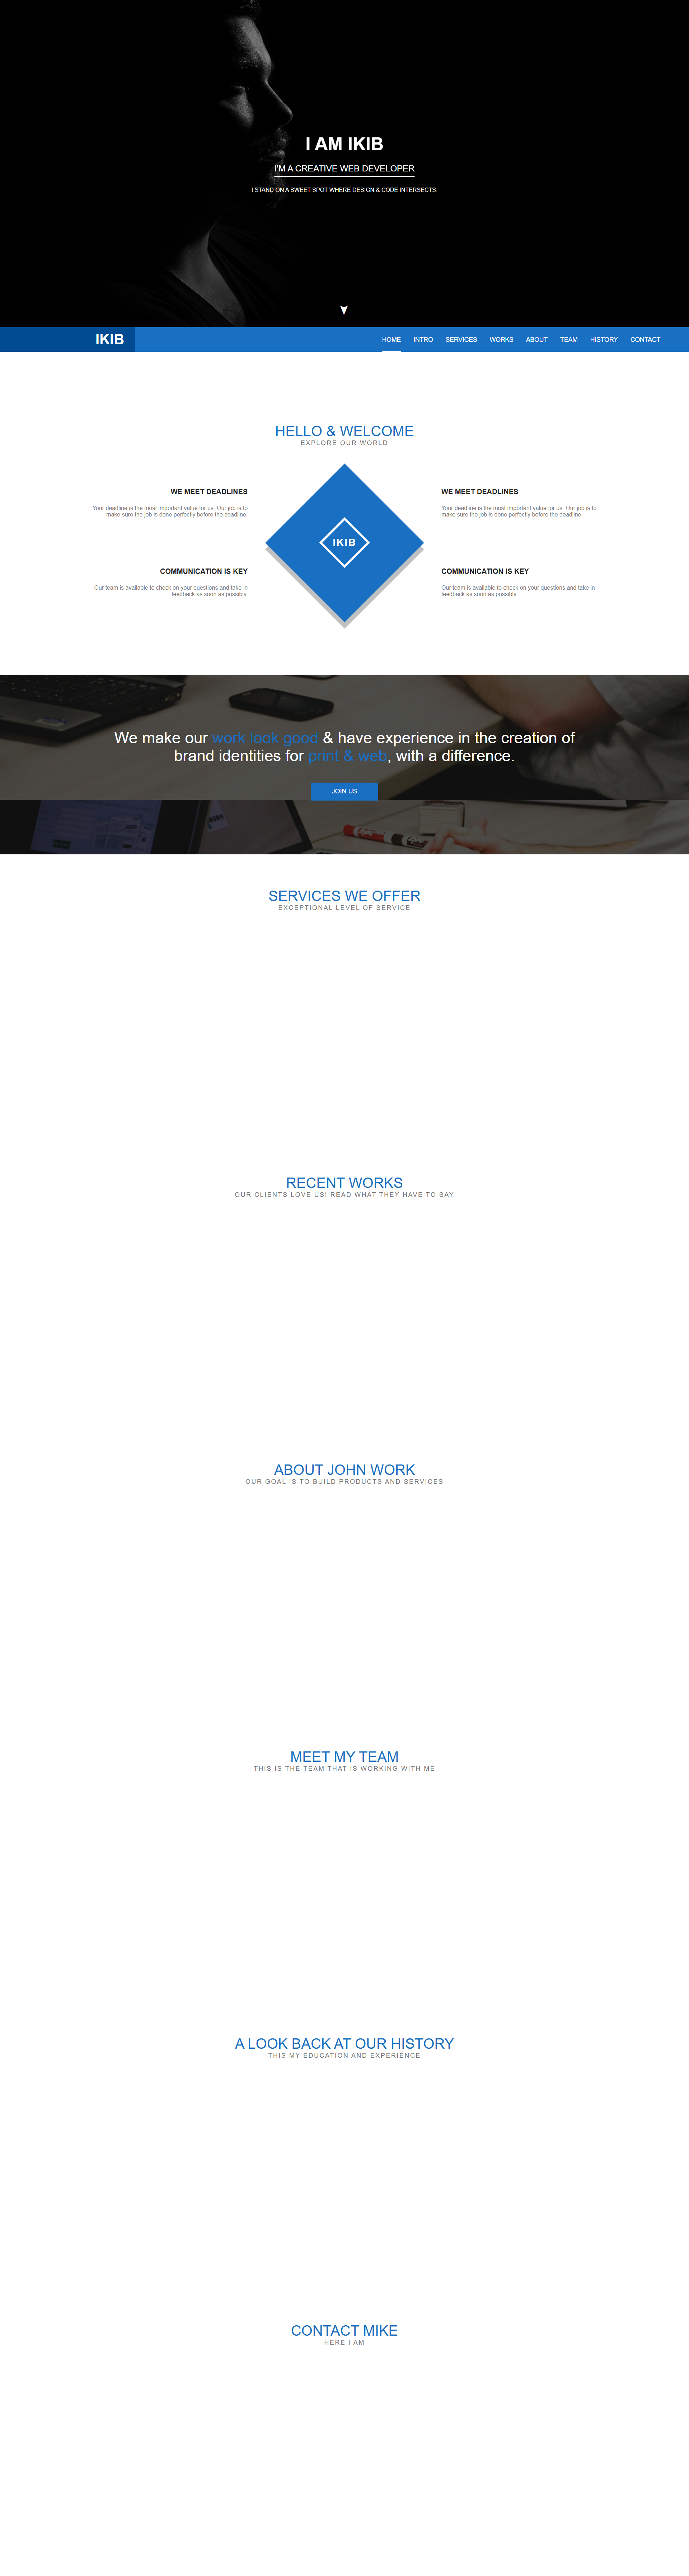 I AM IKIB
I'M A CREATIVE WEB DEVELOPER
I STAND ON A SWEET SPOT WHERE DESIGN & CODE INTERSECTS.
IKIB
HOME INTRO SERVICES WORKS ABOUT TEAM HISTORY CONTACT
HELLO & WELCOME
EXPLORE OUR WORLD
WE MEET DEADLINES
Your deadline is the most important value for us. Our job is to
make sure the job is done perfectly before the deadline.
COMMUNICATION IS KEY
Our team is available to check on your questions and take in
feedback as soon as possibly.
IKIB
WE MEET DEADLINES
Your deadline is the most important value for us. Our job is to
make sure the job is done perfectly before the deadline.
COMMUNICATION IS KEY
Our team is available to check on your questions and take in
feedback as soon as possibly.
We make our work look good & have experience in the creation of
brand identities for print & web, with a difference.
JOIN US
SERVICES WE OFFER
EXCEPTIONAL LEVEL OF SERVICE
RECENT WORKS
OUR CLIENTS LOVE US! READ WHAT THEY HAVE TO SAY
ABOUT JOHN WORK
OUR GOAL IS TO BUILD PRODUCTS AND SERVICES
MEET MY TEAM
THIS IS THE TEAM THAT IS WORKING WITH ME
A LOOK BACK AT OUR HISTORY
THIS MY EDUCATION AND EXPERIENCE
CONTACT MIKE
HERE I AM